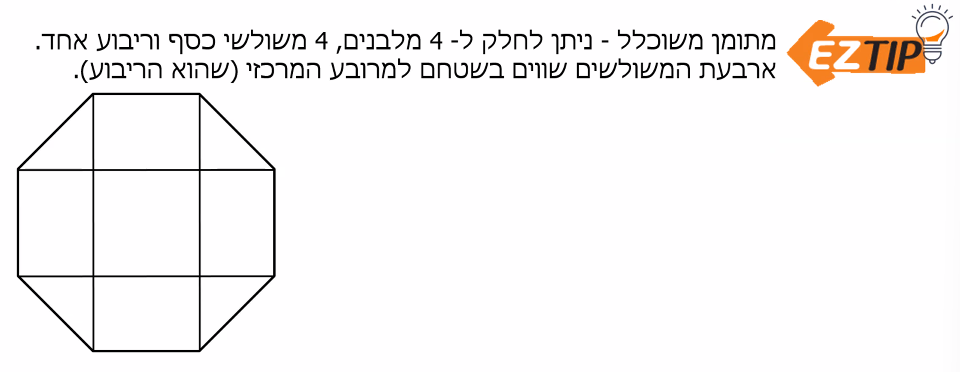 מתומן משוכלל - ניתן לחלק ל- 4 מלבנים, 4 משולשי כסף וריבוע אחד.
ארבעת המשולשים שווים בשטחם למרובע המרכזי (שהוא הריבוע).
EZTIP